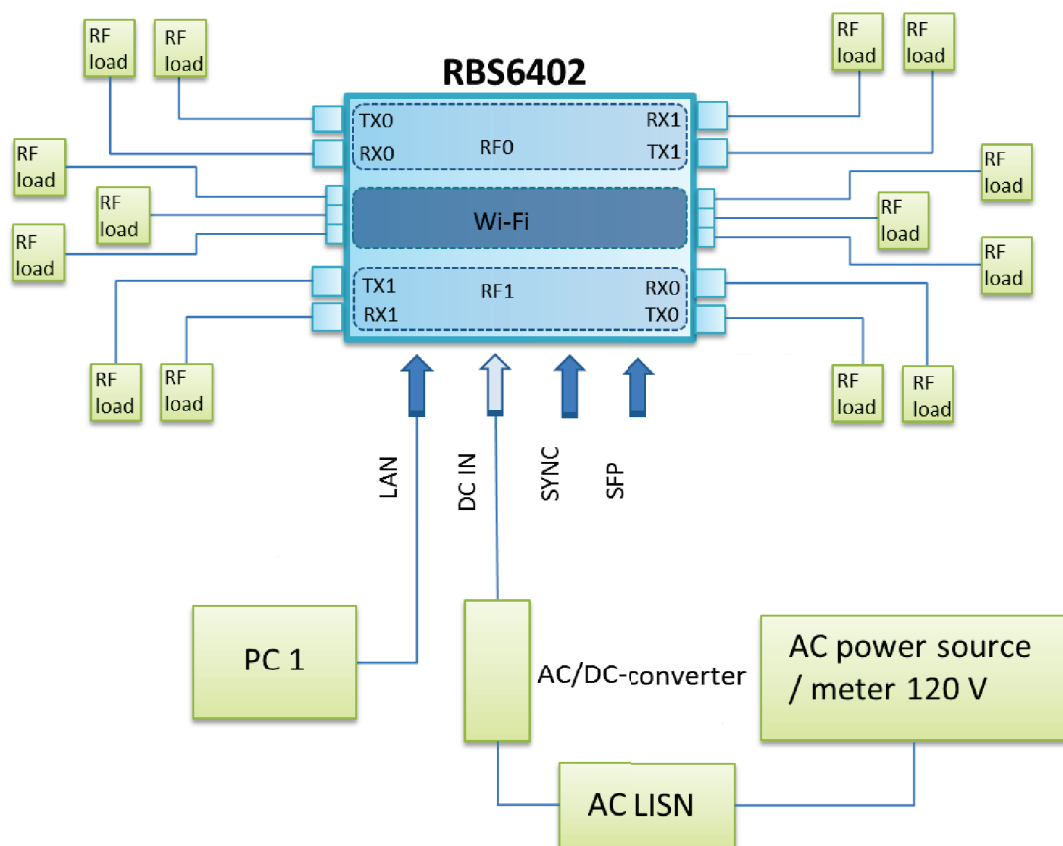 RF
load
RF
load
RBS6402
RF
load
RF
load
TX0
RX0
RF0
RX1
TX1
RF
load
RF
load
RF
load
Wi-Fi
RF
load
RF
load
RF
load
TX1
RX1
RF1
RX0
TX0
RF
load
RF
load
RF
load
RF
load
LAN
DC IN
SYNC
SFP
PC 1
AC/DC-converter
AC power source
/ meter 120 V
AC LISN